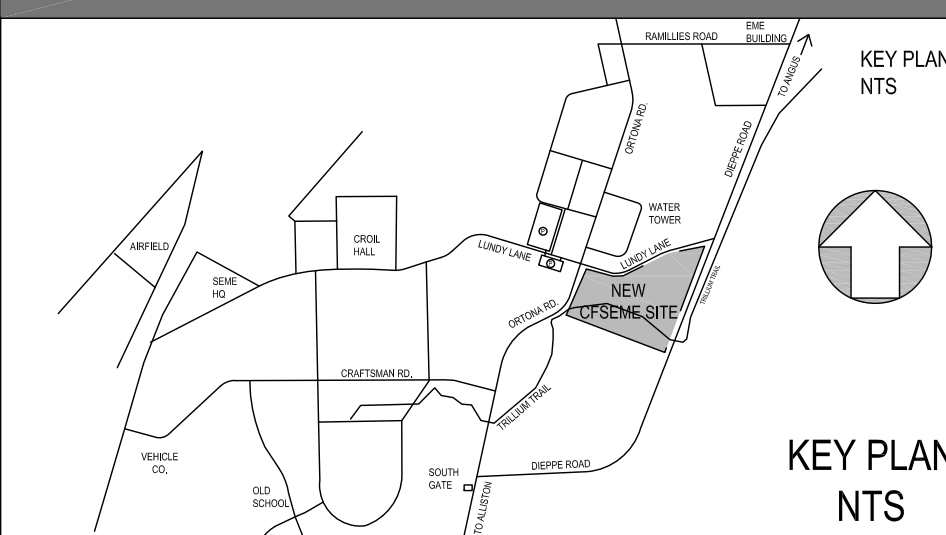 RAMILLIES ROAD
EME
BUILDING
TO ANGUS
KEY PLAN
NTS
ORTONA RD.
DIEPPE ROAD
WATER
TOWER
AIRFIELD
CROIL
HALL
LUNDY LANE
P
LUNDY LANE
P
SEME
HQ
NEW
CFSEME SITE
TRILLIUM TRAIL
ORTONA RD.
CRAFTSMAN RD.
TRILLIUM TRAIL
VEHICLE
CO.
SOUTH
GATE
DIEPPE ROAD
OLD
SCHOOL
TO ALLISTON
KEY PLAN
NTS